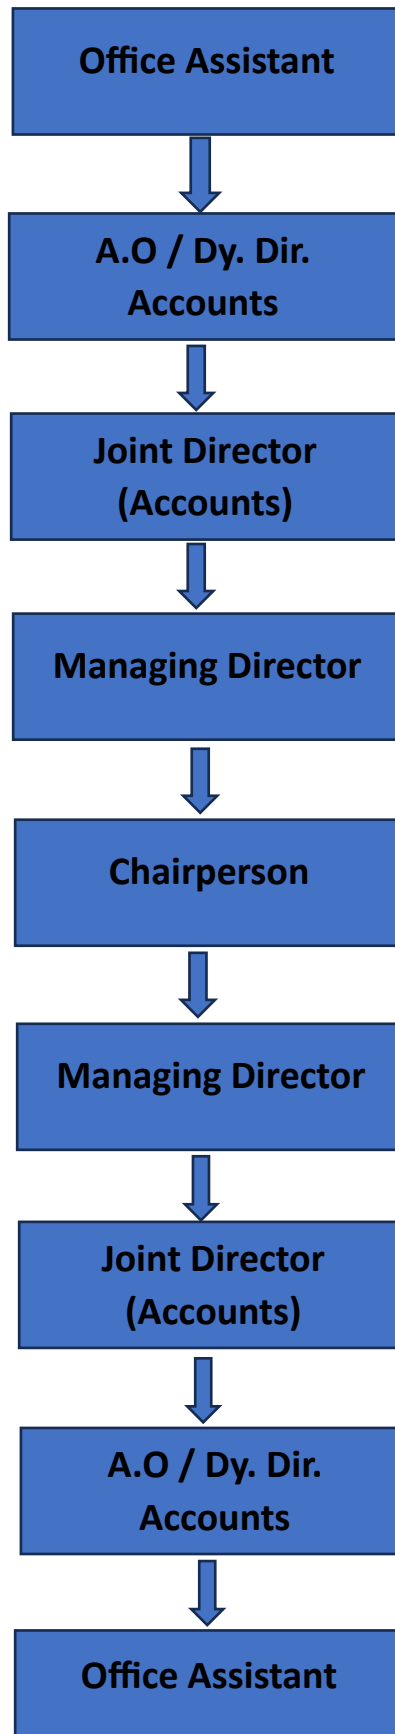 Office Assistant
A.O / Dy. Dir.
Accounts
Joint Director
(Accounts)
Managing Director
Chairperson
Managing Director
Joint Director
(Accounts)
A.O / Dy. Dir.
Accounts
Office Assistant